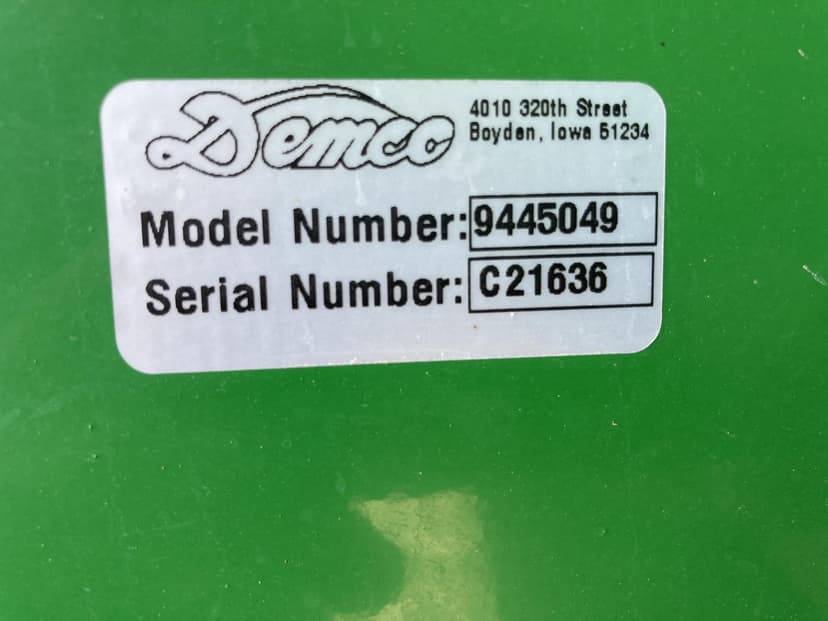 Demco
4010 320th Street
Boyden, Iowa 51234
Model Number: 9445049
Serial Number: C21636